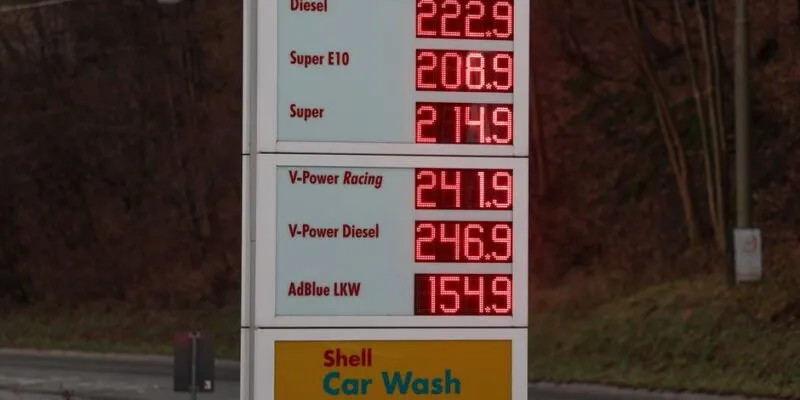 Diesel 222.9
Super E10 208.9
Super 214.9
V-Power Racing 241.9
V-Power Diesel 246.9
AdBlue LKW 154.9
Shell
Car Wash
3